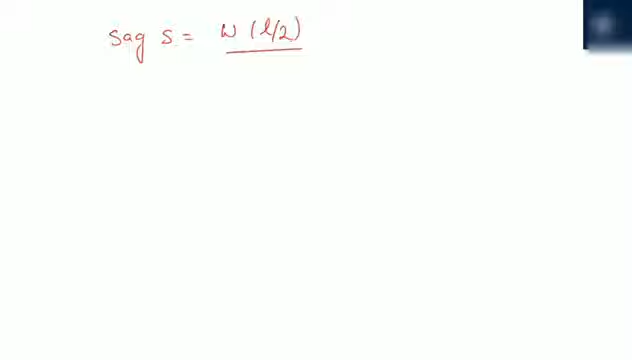 Sag S = W (l/2)